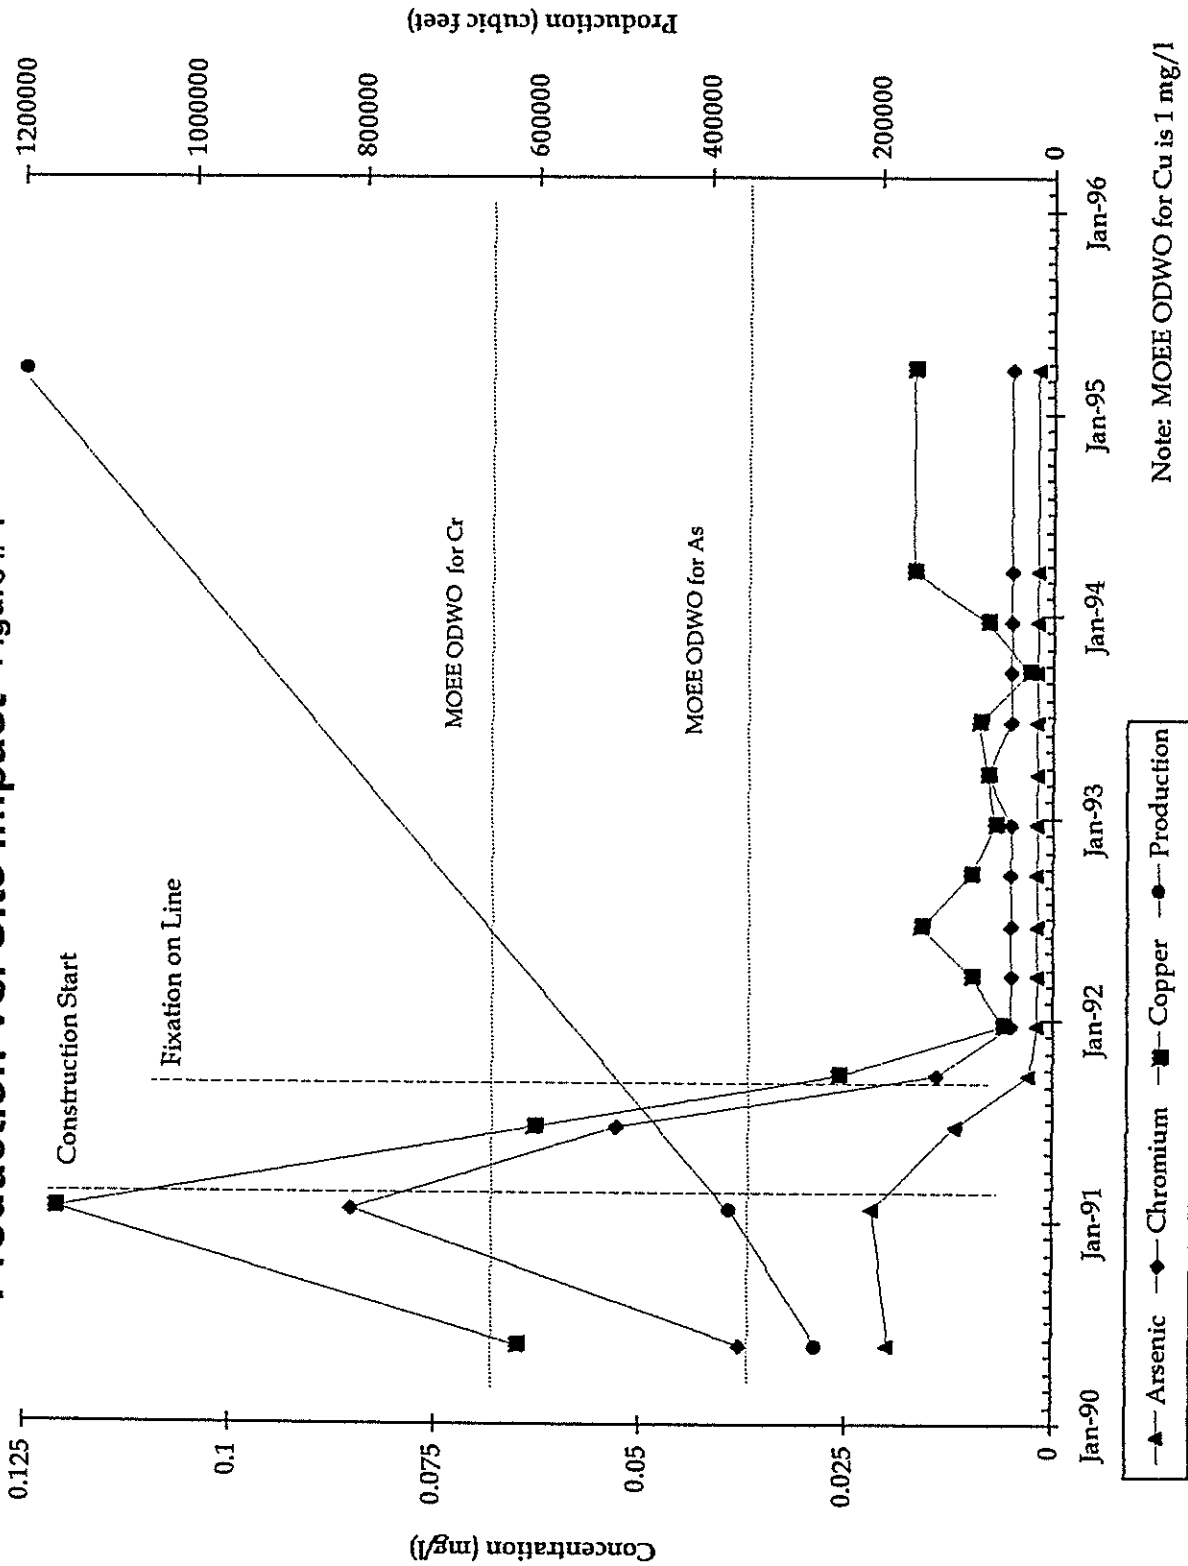 Production vs. Site Impact Figure #1
Construction Start
Fixation on Line
MOEE ODWO for Cr
MOEE ODWO for As
Concentration (mg/l)
0.125
0.1
0.075
0.05
0.025
0
Production (cubic feet)
1200000
1000000
800000
600000
400000
200000
0
Jan-90
Jan-91
Jan-92
Jan-93
Jan-94
Jan-95
Jan-96
Arsenic
Chromium
Copper
Production
Note: MOEE ODWO for Cu is 1 mg/l